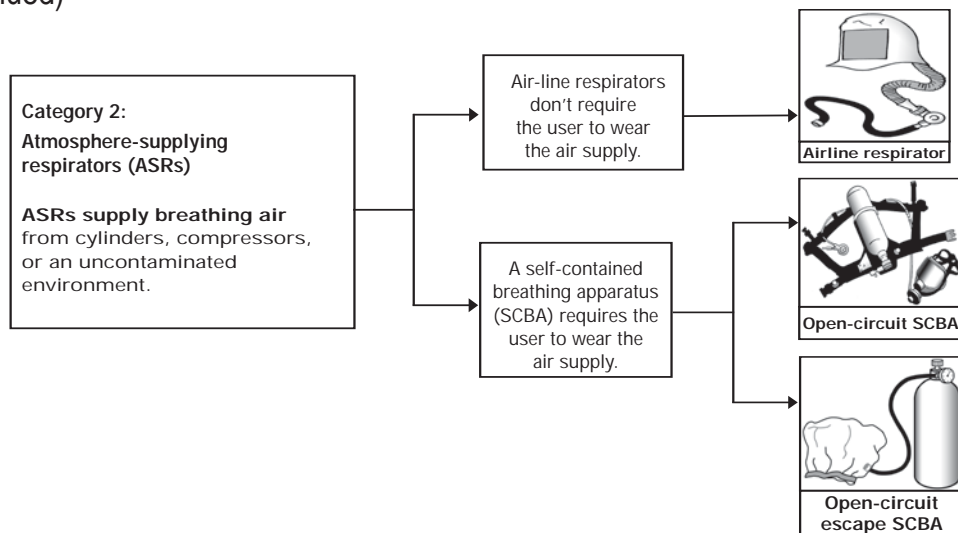 Category 2:
Atmosphere-supplying
respirators (ASRs)
ASRs supply breathing air
from cylinders, compressors,
or an uncontaminated
environment.
Air-line respirators
don't require
the user to wear
the air supply.
A self-contained
breathing apparatus
(SCBA) requires the
user to wear the
air supply.
Airline respirator
Open-circuit SCBA
Open-circuit
escape SCBA